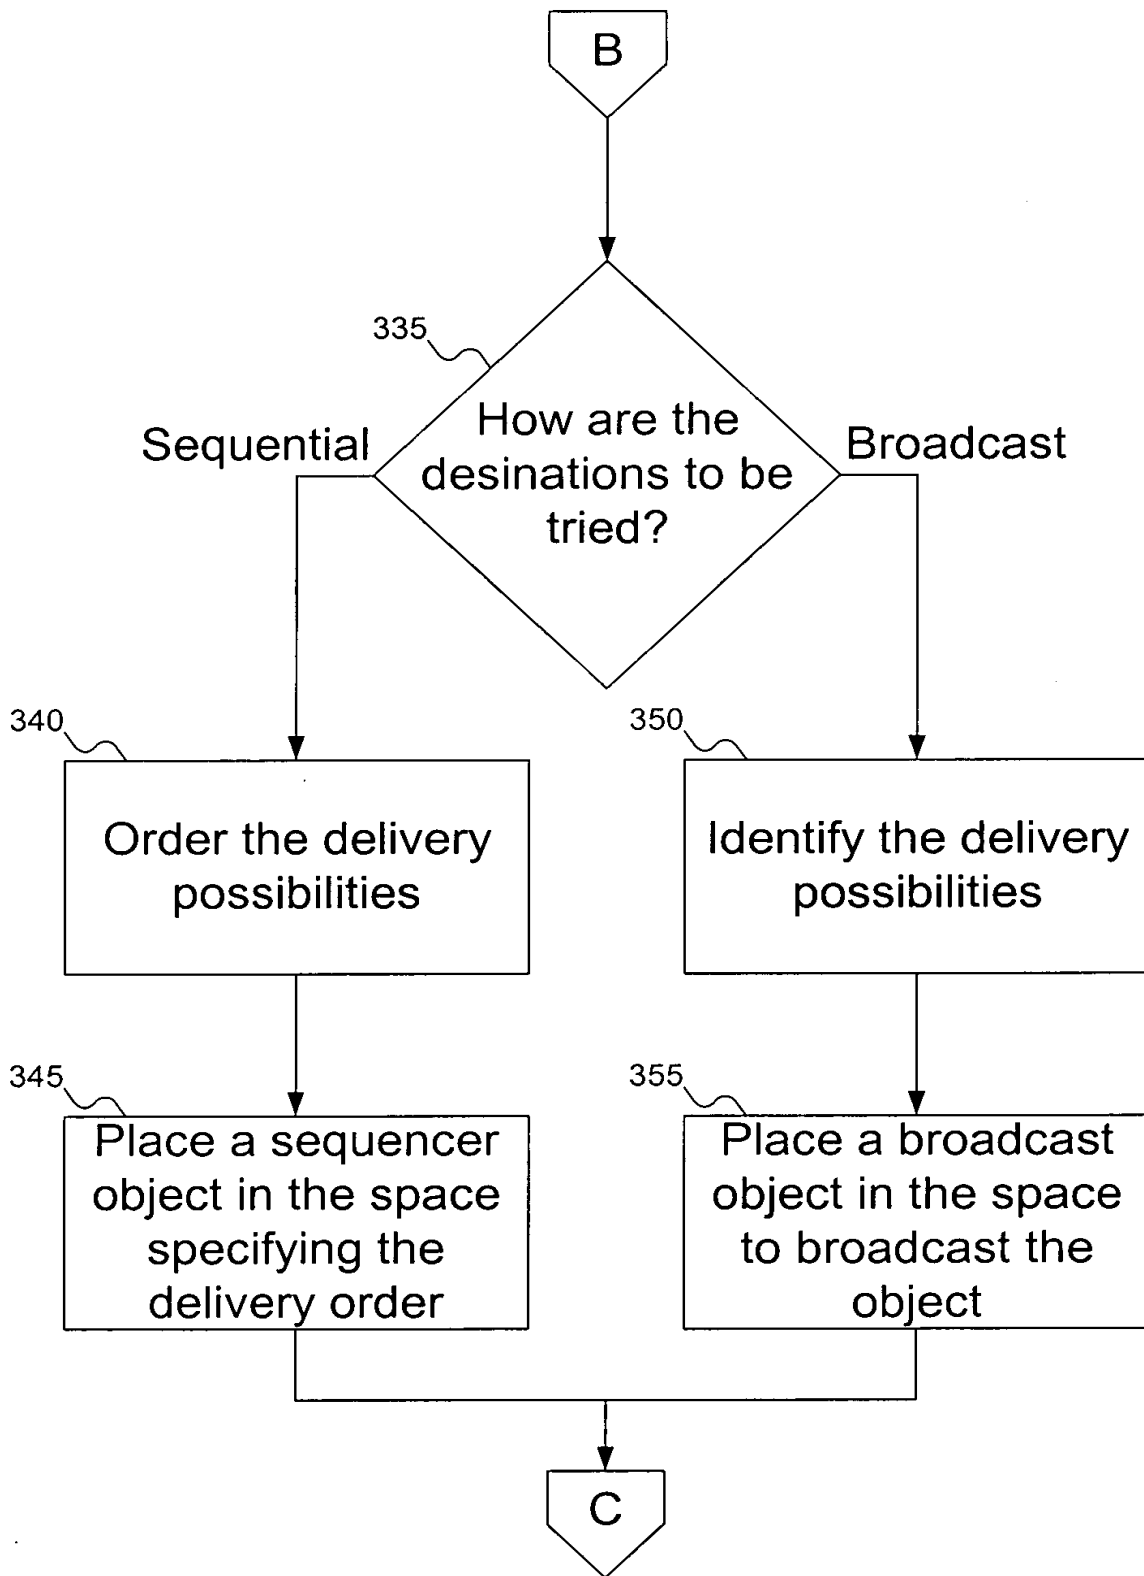 B
335
How are the
desinations to be
tried?
Sequential
Broadcast
340
Order the delivery
possibilities
350
Identify the delivery
possibilities
345
Place a sequencer
object in the space
specifying the
delivery order
355
Place a broadcast
object in the space
to broadcast the
object
C